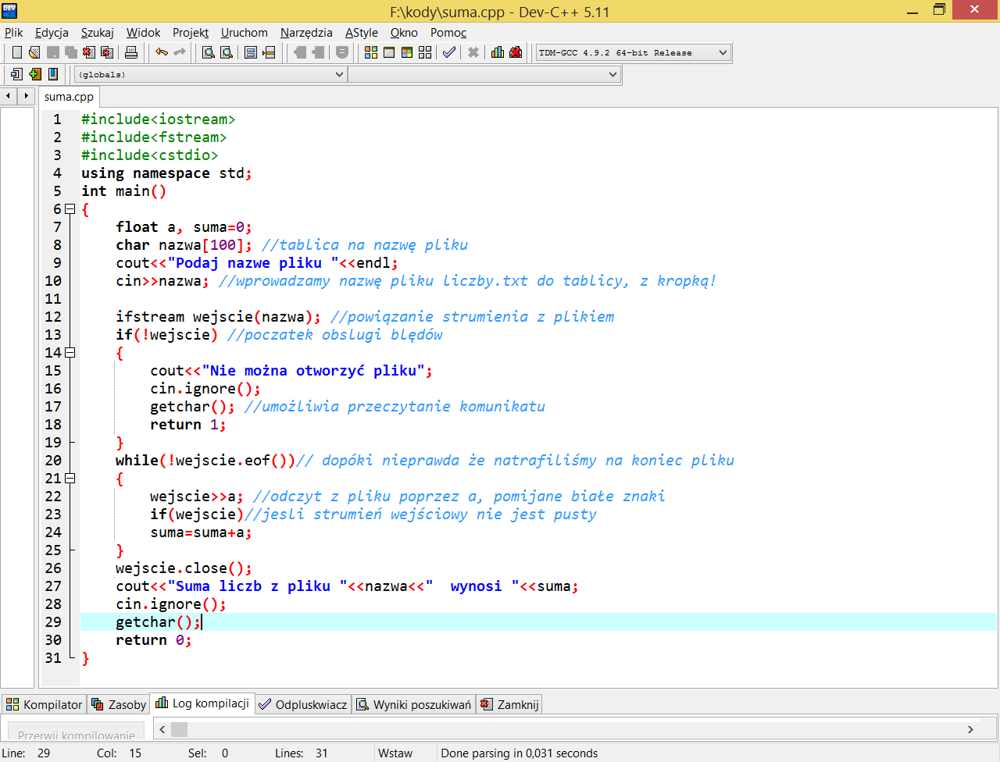 F:\kody\suma.cpp - Dev-C++ 5.11
Plik Edycja Szukaj Widok Projekt Uruchom Narzędzia AStyle Okno Pomoc
TDM-GCC 4.9.2 64-bit Release
(globals)
suma.cpp
1 #include<iostream>
2 #include<fstream>
3 #include<cstdio>
4 using namespace std;
5 int main()
6 {
7 float a, suma=0;
8 char nazwa[100]; //tablica na nazwę pliku
9 cout<<"Podaj nazwe pliku "<<endl;
10 cin>>nazwa; //wprowadzamy nazwę pliku liczby.txt do tablicy, z kropką!
11
12 ifstream wejscie(nazwa); //powiązanie strumienia z plikiem
13 if(!wejscie) //poczatek obslugi blędów
14 {
15 cout<<"Nie można otworzyć pliku";
16 cin.ignore();
17 getchar(); //umożliwia przeczytanie komunikatu
18 return 1;
19 }
20 while(!wejscie.eof())// dopóki nieprawda że natrafiliśmy na koniec pliku
21 {
22 wejscie>>a; //odczyt z pliku poprzez a, pomijane białe znaki
23 if(wejscie)//jesli strumień wejściowy nie jest pusty
24 suma=suma+a;
25 }
26 wejscie.close();
27 cout<<"Suma liczb z pliku "<<nazwa<<"  wynosi "<<suma;
28 cin.ignore();
29 getchar();
30 return 0;
31 }
Kompilator Zasoby Log kompilacji Odpluskwiacz Wyniki poszukiwań Zamknij
Przerwij kompilowanie
Line: 29 Col: 15 Sel: 0 Lines: 31 Wstaw Done parsing in 0,031 seconds